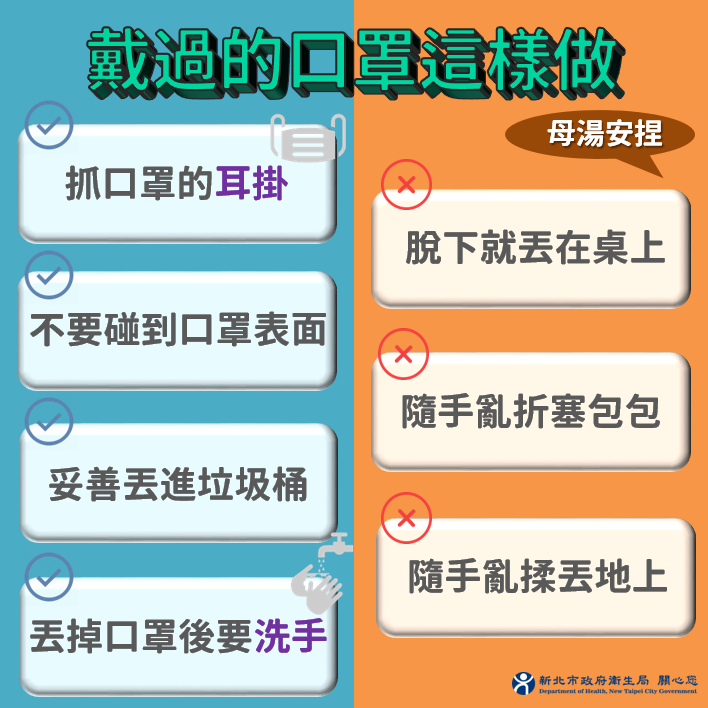 戴過的口罩這樣做
抓口罩的耳掛
不要碰到口罩表面
妥善丟進垃圾桶
丟掉口罩後要洗手
母湯安捏
脫下就丟在桌上
隨手亂折塞包包
隨手亂揉丟地上
新北市政府衛生局 關心您
Department of Health, New Taipei City Government